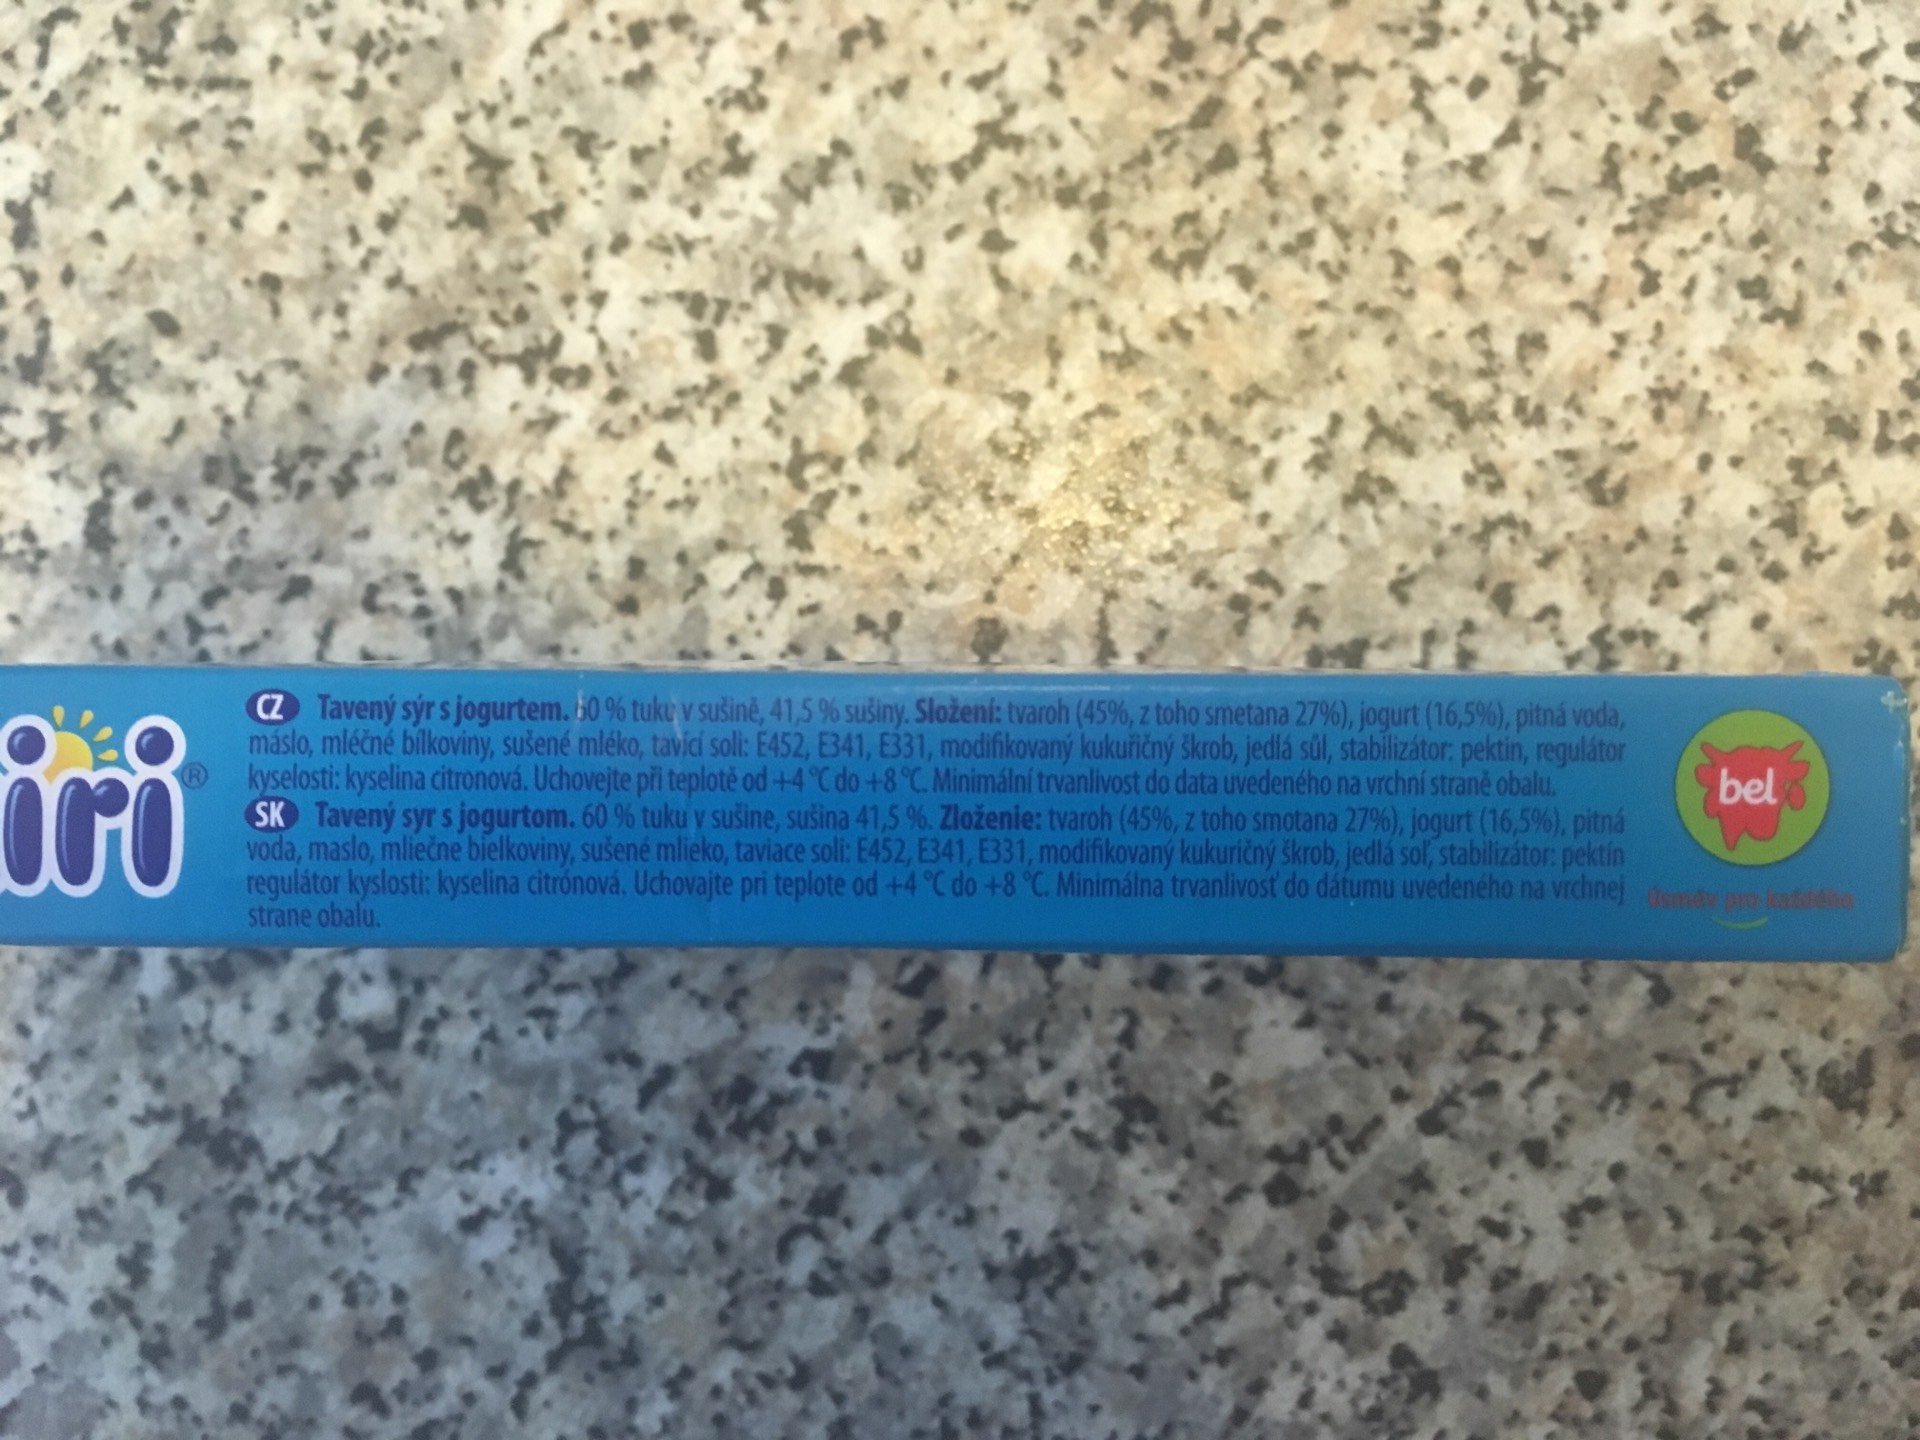 iri®
CZ Tavený sýr s jogurtem. 60 % tuku v sušině, 41,5 % sušiny. Složení: tvaroh (45%, z toho smetana 27%), jogurt (16,5%), pitná voda,
máslo, mléčné bílkoviny, sušené mléko, tavicí soli: E452, E341, E331, modifikovaný kukuřičný škrob, jedlá sůl, stabilizátor: pektin, regulátor
kyselosti: kyselina citronová. Uchovejte při teplotě od +4 °C do +8 °C. Minimální trvanlivost do data uvedeného na vrchní straně obalu.
SK Tavený syr s jogurtom. 60 % tuku v sušine, sušina 41,5 %. Zloženie: tvaroh (45%, z toho smotana 27%), jogurt (16,5%), pitná
voda, maslo, mliečne bielkoviny, sušené mlieko, taviace soli: E452, E341, E331, modifikovaný kukuričný škrob, jedlá soľ, stabilizátor: pektín
regulátor kyslosti: kyselina citrónová. Uchovajte pri teplote od +4 °C do +8 °C. Minimálna trvanlivosť do dátumu uvedeného na vrchnej
strane obalu.
bel
Úsměv pro každého